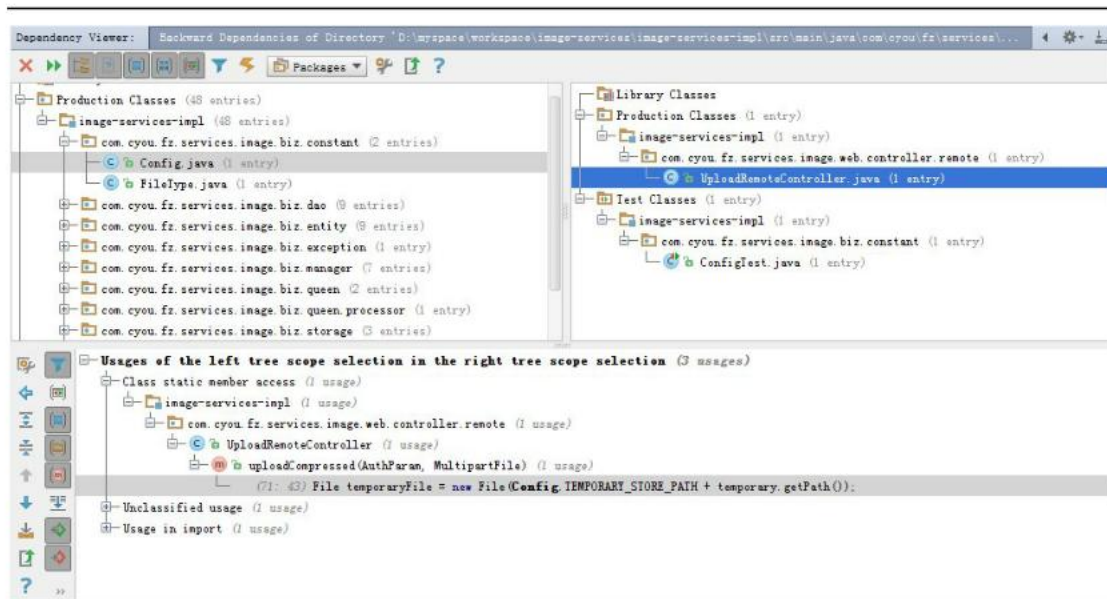 Dependency Viewer: Backward Dependencies of Directory 'D:\myspace\workspace\image-services\image-services-impl\src\main\java\com\cyou\fz\services\...
Packages
Production Classes (48 entries)
image-services-impl (48 entries)
com.cyou.fz.services.image.biz.constant (2 entries)
Config.java (1 entry)
FileType.java (1 entry)
com.cyou.fz.services.image.biz.dao (9 entries)
com.cyou.fz.services.image.biz.entity (9 entries)
com.cyou.fz.services.image.biz.exception (1 entry)
com.cyou.fz.services.image.biz.manager (7 entries)
com.cyou.fz.services.image.biz.queen (2 entries)
com.cyou.fz.services.image.biz.queen.processor (1 entry)
com.cyou.fz.services.image.biz.storage (3 entries)
Library Classes
Production Classes (1 entry)
image-services-impl (1 entry)
com.cyou.fz.services.image.web.controller.remote (1 entry)
UploadRemoteController.java (1 entry)
Test Classes (1 entry)
image-services-impl (1 entry)
com.cyou.fz.services.image.biz.constant (1 entry)
ConfigTest.java (1 entry)
Usages of the left tree scope selection in the right tree scope selection (3 usages)
Class static member access (1 usage)
image-services-impl (1 usage)
com.cyou.fz.services.image.web.controller.remote (1 usage)
UploadRemoteController (1 usage)
uploadCompressed(AuthParam, MultipartFile) (1 usage)
(71: 43) File temporaryFile = new File(Config.TEMPORARY_STORE_PATH + temporary.getPath());
Unclassified usage (1 usage)
Usage in import (1 usage)